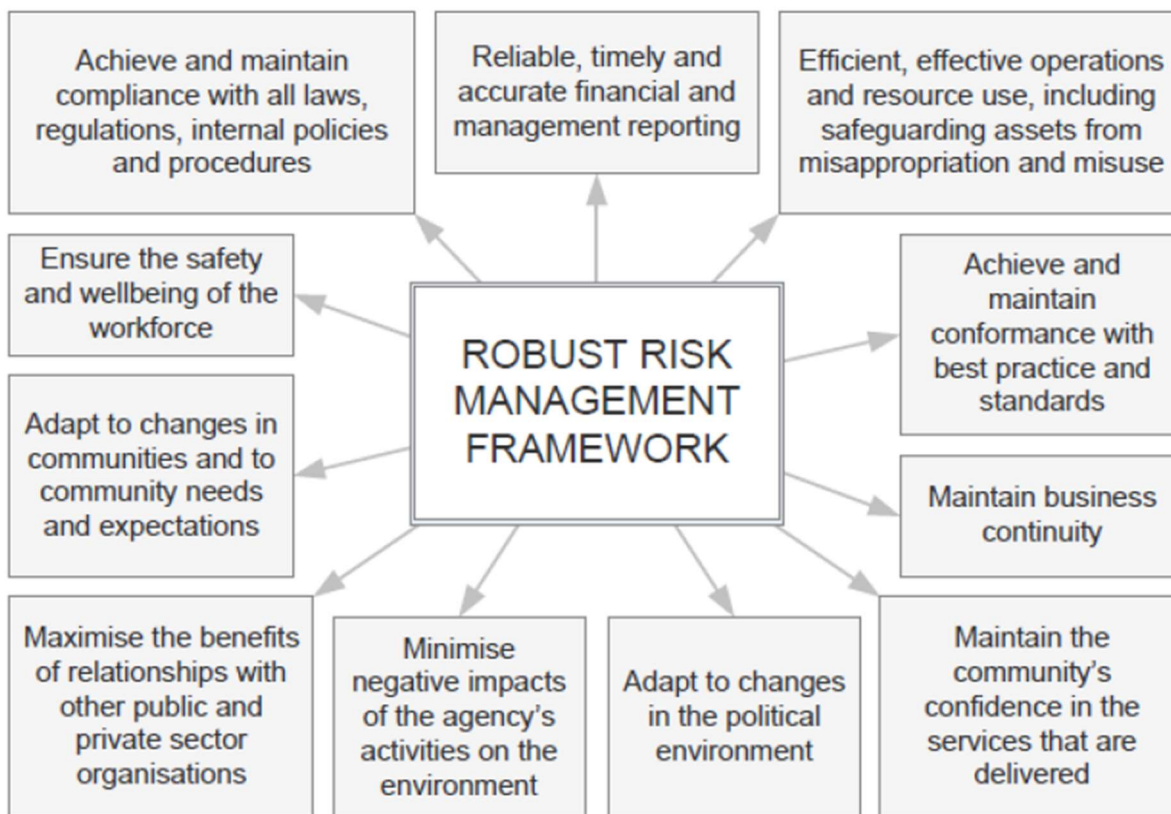 Achieve and maintain
compliance with all laws,
regulations, internal policies
and procedures
Reliable, timely and
accurate financial and
management reporting
Efficient, effective operations
and resource use, including
safeguarding assets from
misappropriation and misuse
Ensure the safety
and wellbeing of the
workforce
ROBUST RISK
MANAGEMENT
FRAMEWORK
Achieve and
maintain
conformance with
best practice and
standards
Adapt to changes in
communities and to
community needs
and expectations
Maintain business
continuity
Maximise the benefits
of relationships with
other public and
private sector
organisations
Minimise
negative impacts
of the agency’s
activities on the
environment
Adapt to changes
in the political
environment
Maintain the
community’s
confidence in the
services that are
delivered